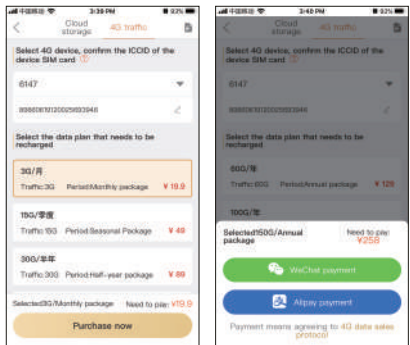 中国移动
3:39 PM
93%
Cloud storage
4G traffic
Select 4G device, confirm the ICCID of the
device SIM card
6147
Select the data plan that needs to be
recharged
3G/月
Traffic:3G Period:Monthly package ￥19.9
15G/季度
Traffic:15G Period:Seasonal Package ￥49
30G/半年
Traffic:30G Period:Half-year package ￥89
Selected3G/Monthly package Need to pay: ￥19.9
Purchase now
中国移动
3:40 PM
Cloud storage
4G traffic
Select 4G device, confirm the ICCID of the
device SIM card
6147
Select the data plan that needs to be
recharged
60G/年
Traffic:60G Period:Annual package ￥129
100G/年
Selected150G/Annual
package
Need to pay:
￥258
WeChat payment
Alipay payment
Payment means agreeing to 4G data sales
protocol